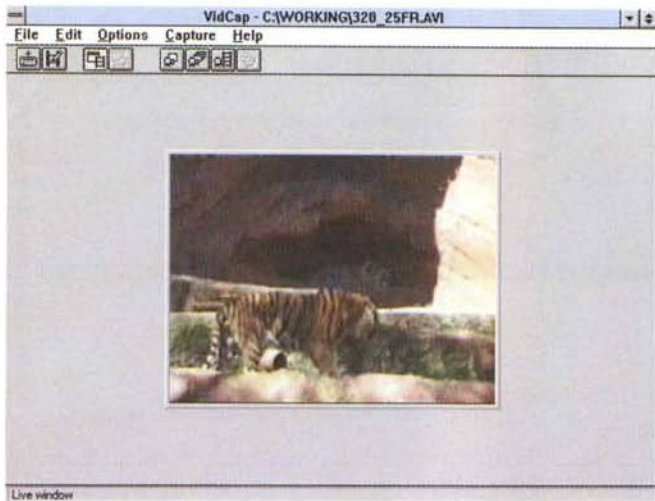 VidCap - C:\WORKING\320_25FR.AVI
File Edit Options Capture Help
Live window